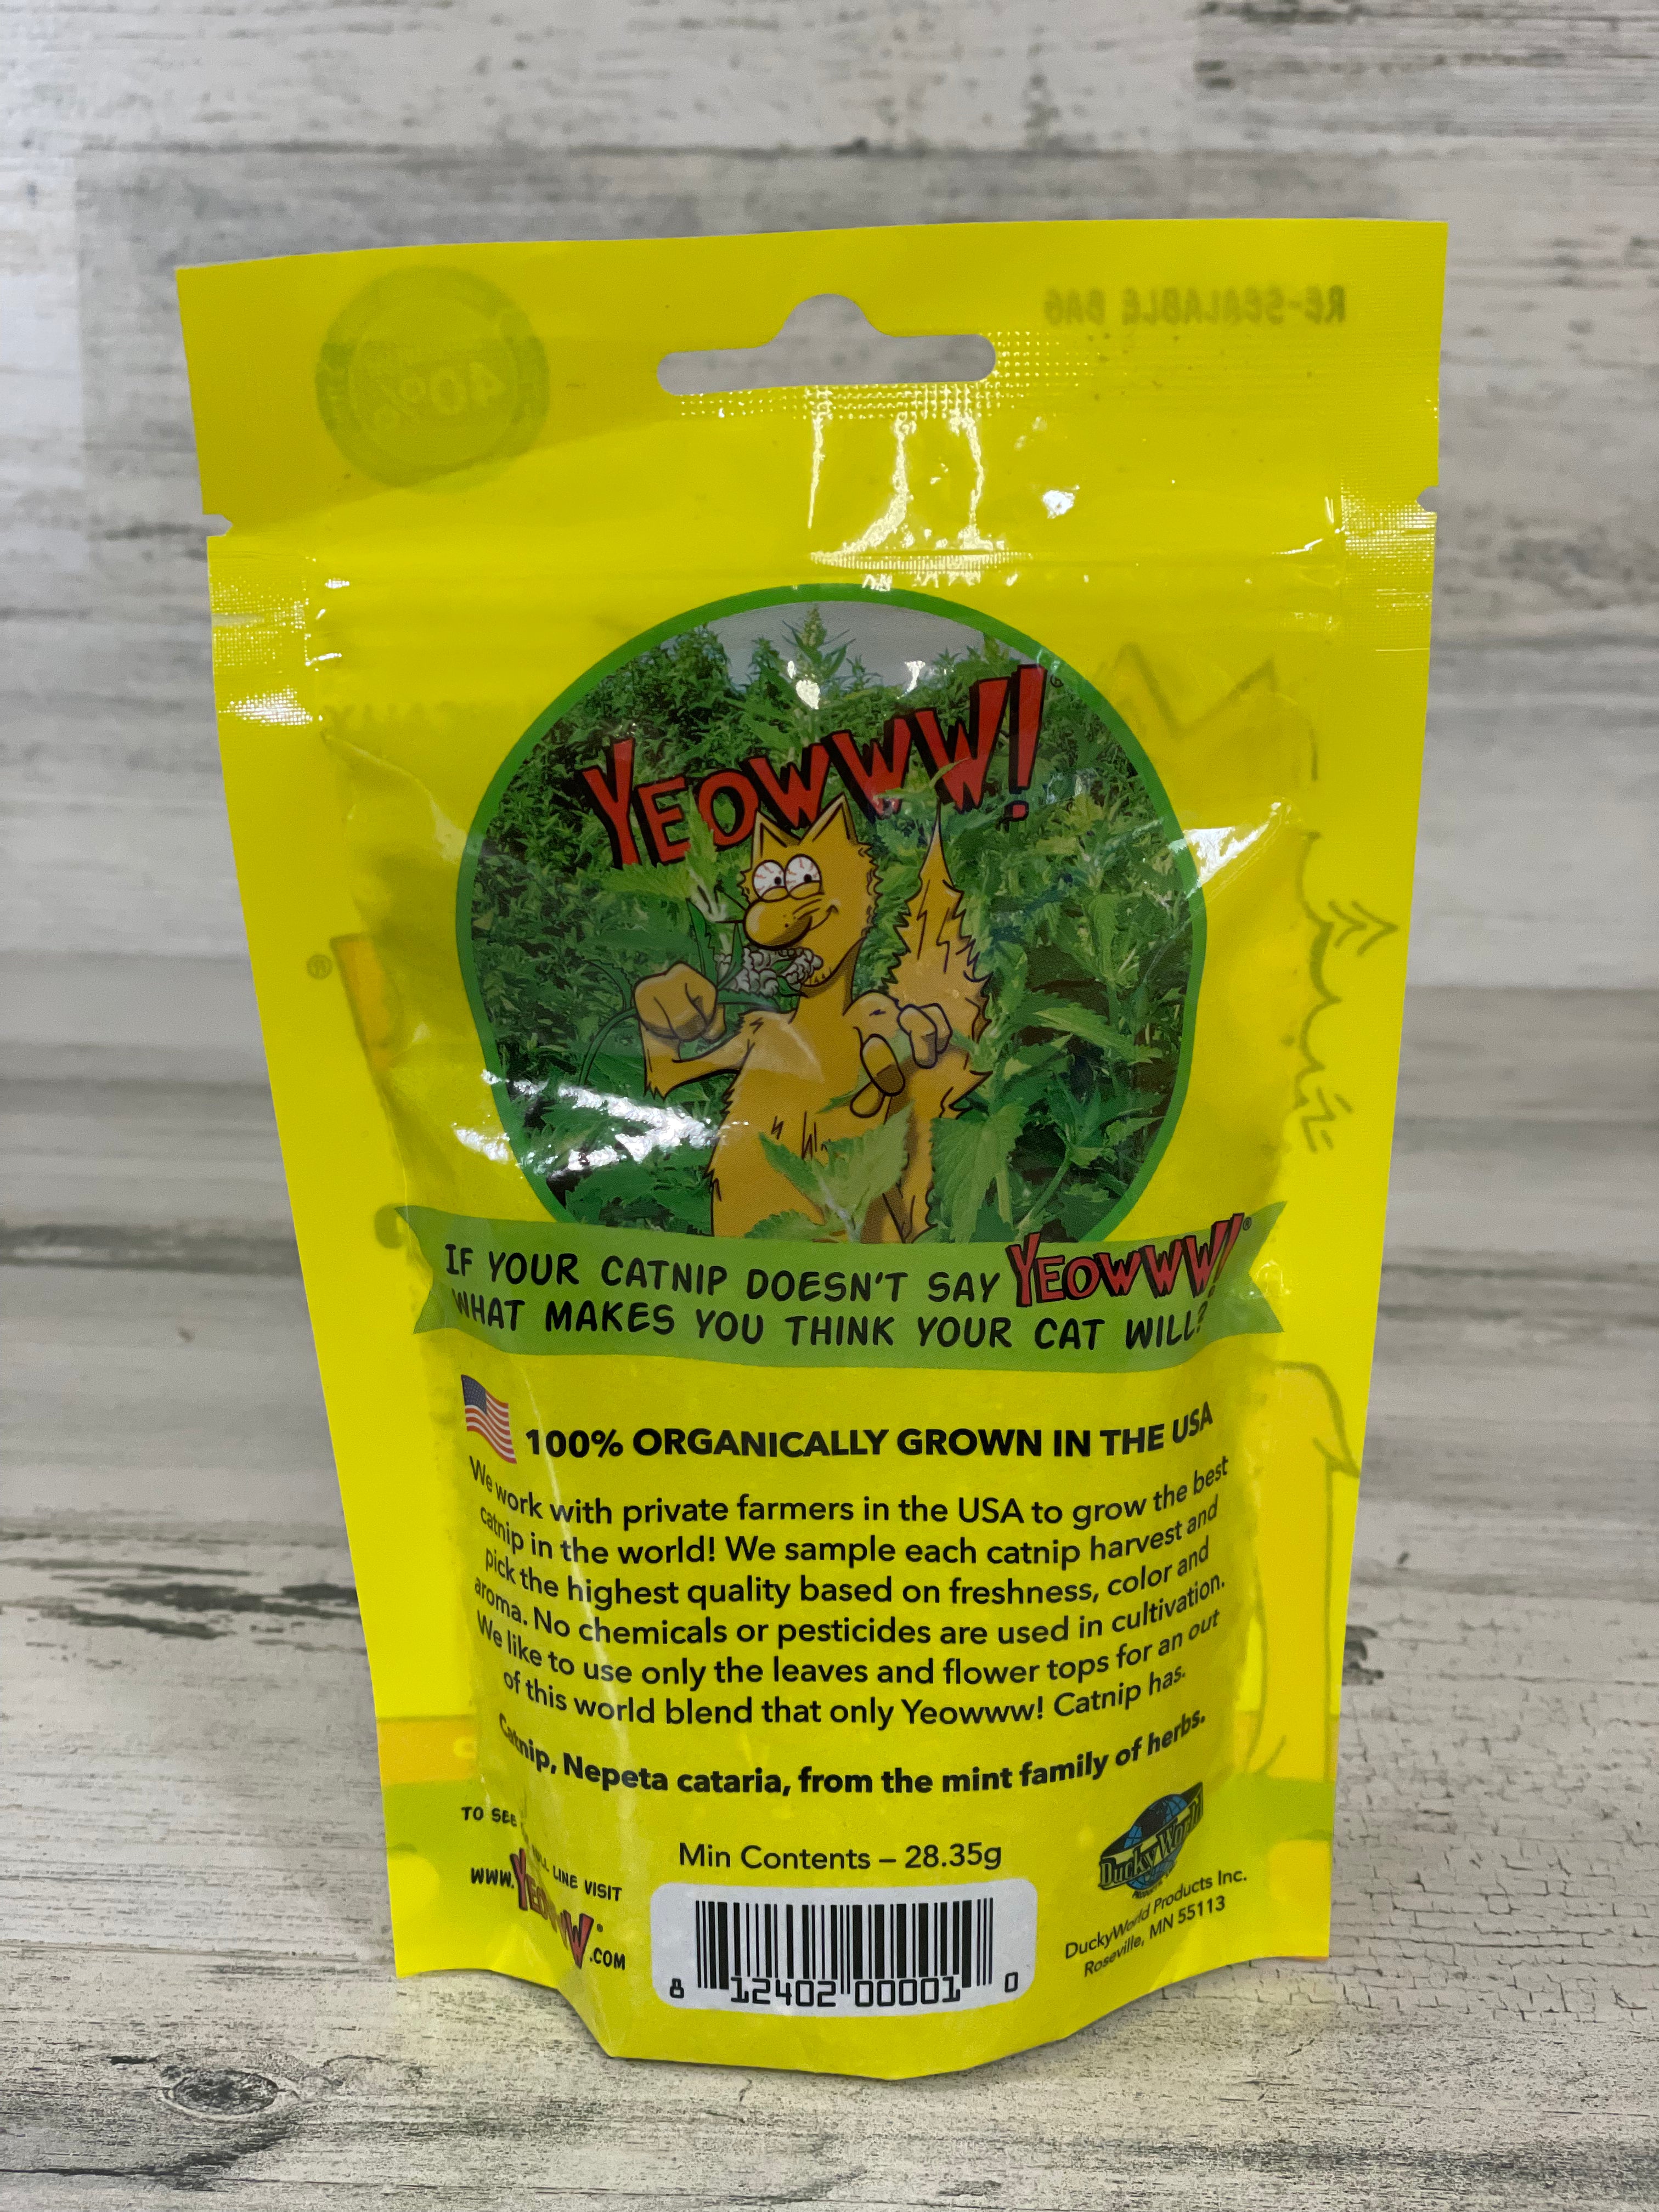 RE-SEALABLE BAG
40%
YEOWWW!
IF YOUR CATNIP DOESN'T SAY YEOWWW!®
WHAT MAKES YOU THINK YOUR CAT WILL?
100% ORGANICALLY GROWN IN THE USA
We work with private farmers in the USA to grow the best
catnip in the world! We sample each catnip harvest and
pick the highest quality based on freshness, color and
aroma. No chemicals or pesticides are used in cultivation.
We like to use only the leaves and flower tops for an out
of this world blend that only Yeowww! Catnip has.
Catnip, Nepeta cataria, from the mint family of herbs.
TO SEE LINE VISIT
WWW.YEOWWW.COM
Min Contents – 28.35g
8 12402 00001 0
DuckyWorld
DuckyWorld Products Inc.
Roseville, MN 55113